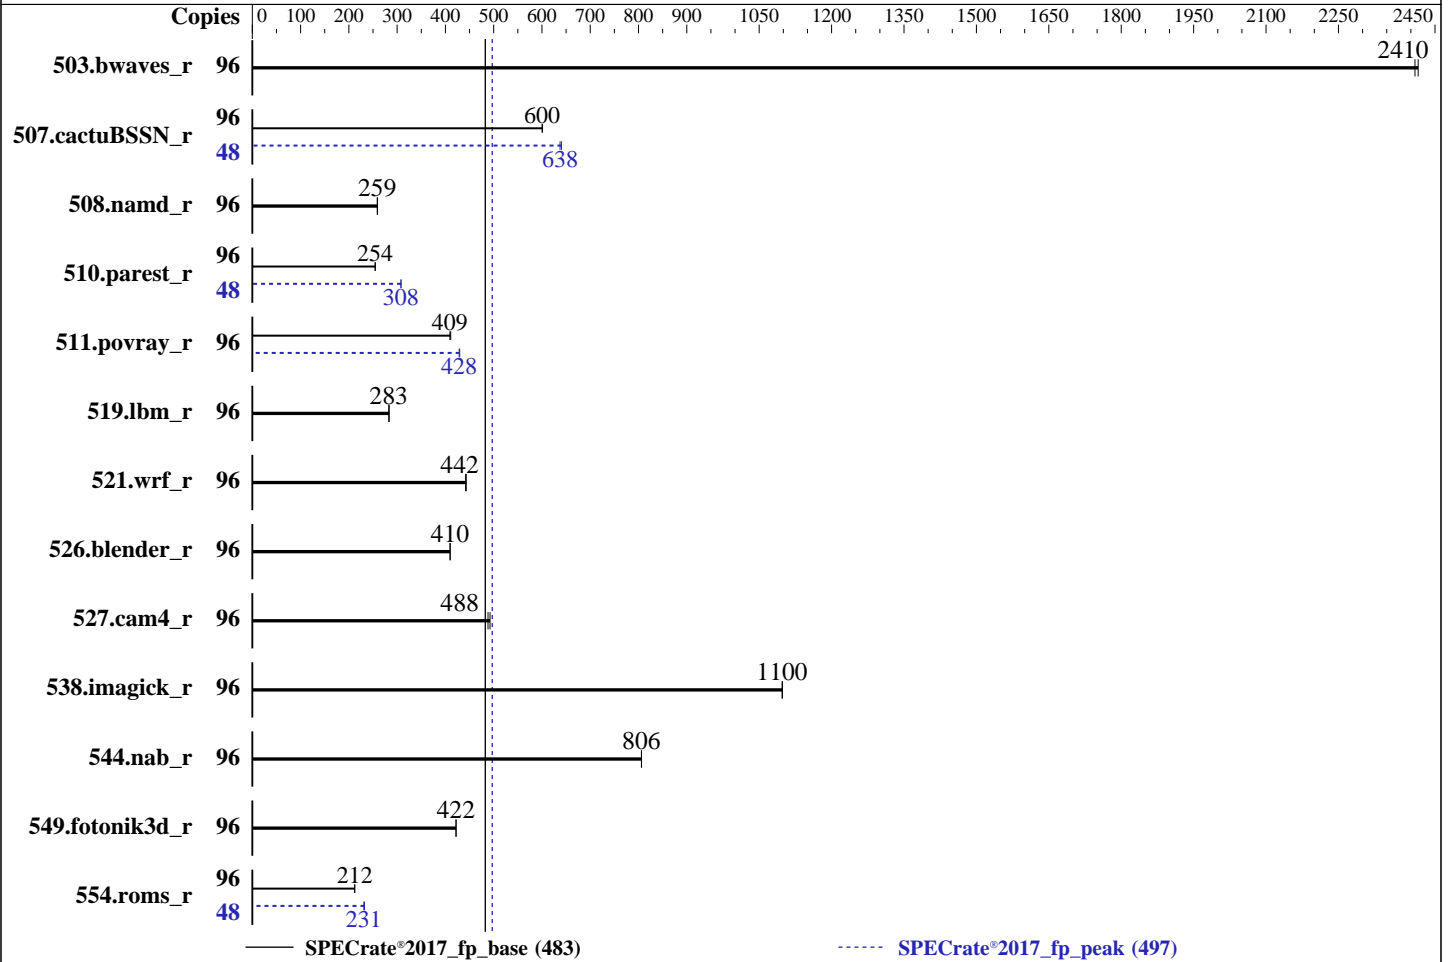 Copies 0 100 200 300 400 500 600 700 800 900 1050 1200 1350 1500 1650 1800 1950 2100 2250 2450
503.bwaves_r 96 2410
507.cactuBSSN_r 96 600
48 638
508.namd_r 96 259
510.parest_r 96 254
48 308
511.povray_r 96 409
428
519.lbm_r 96 283
521.wrf_r 96 442
526.blender_r 96 410
527.cam4_r 96 488
538.imagick_r 96 1100
544.nab_r 96 806
549.fotonik3d_r 96 422
554.roms_r 96 212
48 231
SPECrate®2017_fp_base (483) SPECrate®2017_fp_peak (497)